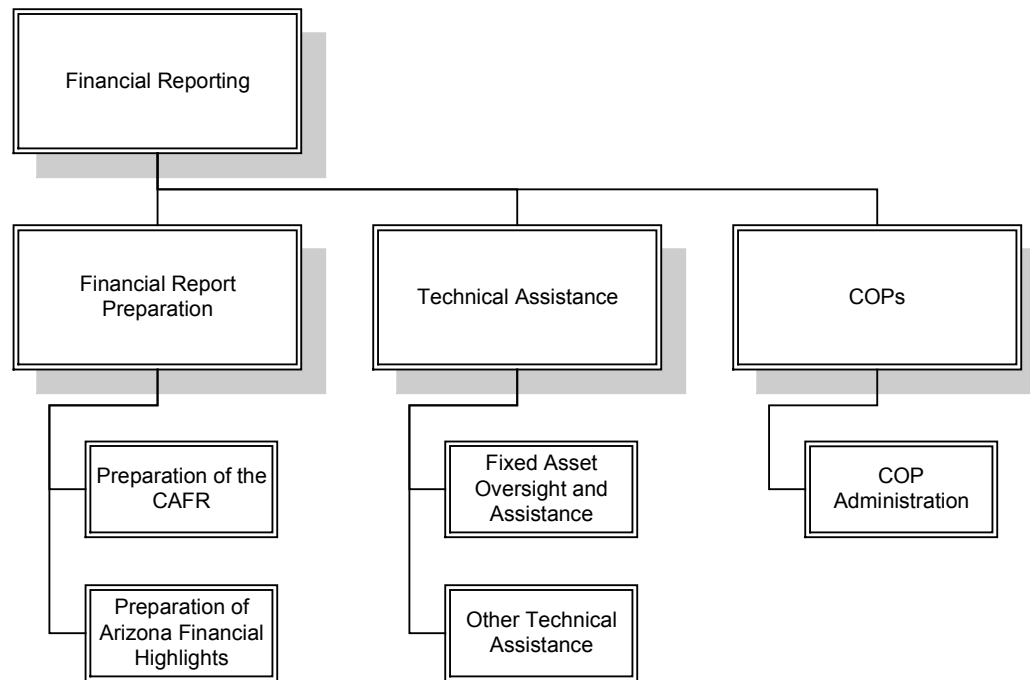 Financial Reporting
Financial Report
Preparation
Technical Assistance
COPs
Preparation of the
CAFR
Fixed Asset
Oversight and
Assistance
COP
Administration
Preparation of
Arizona Financial
Highlights
Other Technical
Assistance